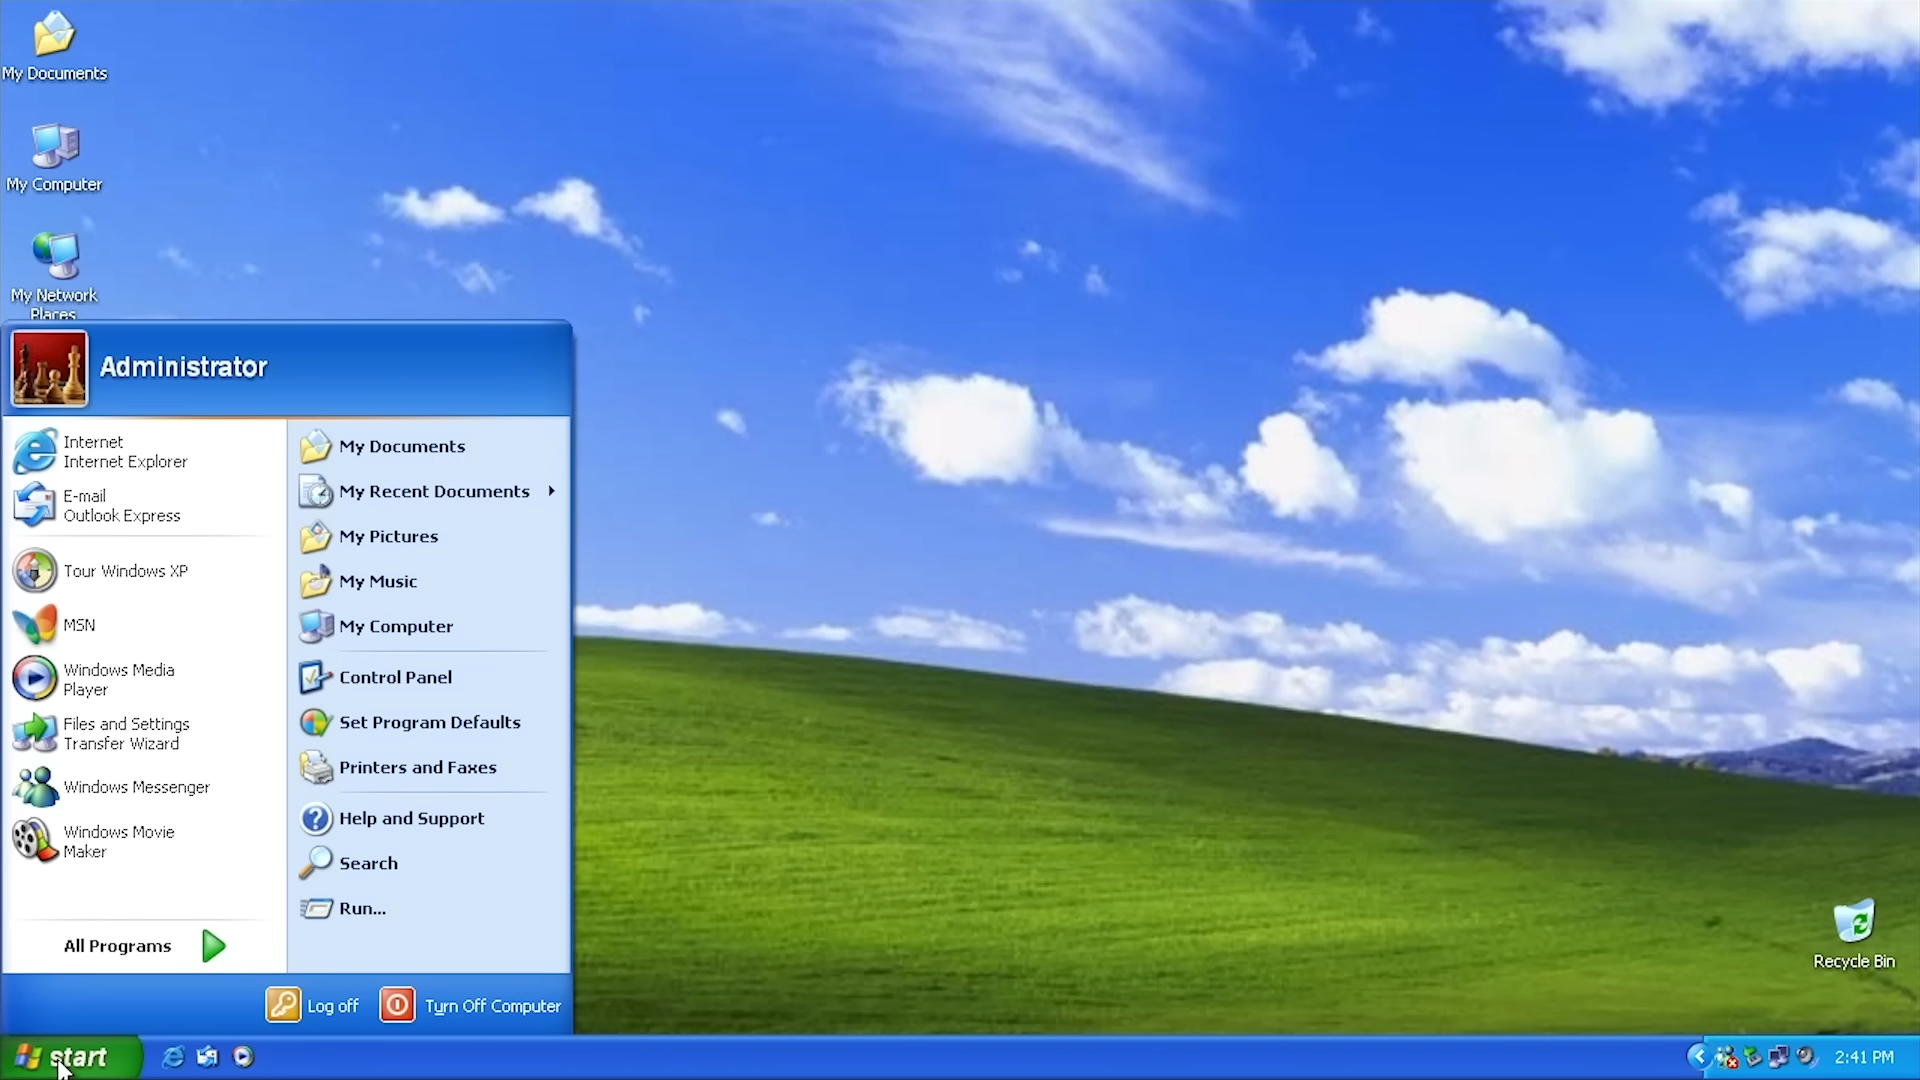 My Documents
My Computer
My Network
Places
Administrator
Internet
Internet Explorer
E-mail
Outlook Express
Tour Windows XP
MSN
Windows Media
Player
Files and Settings
Transfer Wizard
Windows Messenger
Windows Movie
Maker
All Programs
My Documents
My Recent Documents
My Pictures
My Music
My Computer
Control Panel
Set Program Defaults
Printers and Faxes
Help and Support
Search
Run...
Log off
Turn Off Computer
Recycle Bin
start
2:41 PM